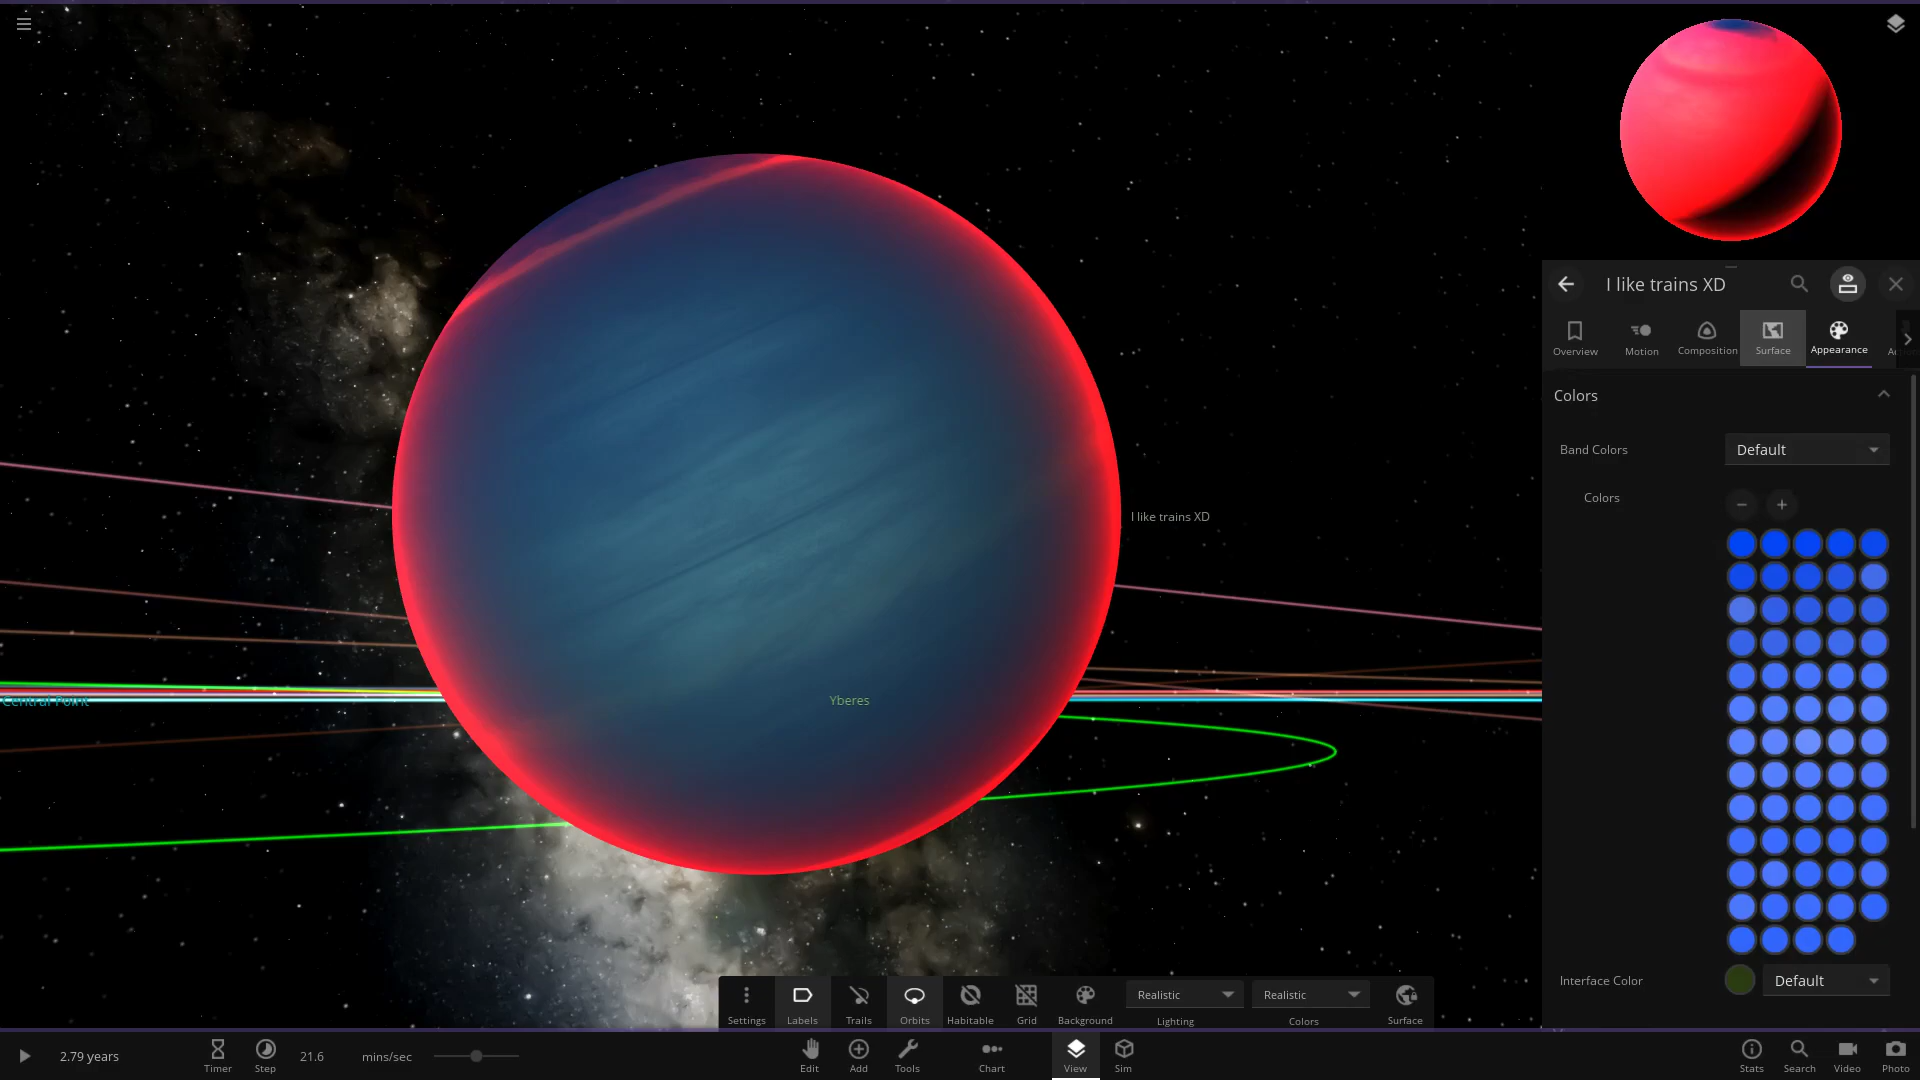 I like trains XD
Overview
Motion
Composition
Surface
Appearance
Colors
Band Colors
Default
Colors
I like trains XD
Central Point
Yberes
Interface Color
Default
Realistic
Realistic
Settings
Labels
Trails
Orbits
Habitable
Grid
Background
Lighting
Colors
Surface
2.79 years
Timer
Step
21.6
mins/sec
Edit
Add
Tools
Chart
View
Sim
Stats
Search
Video
Photo